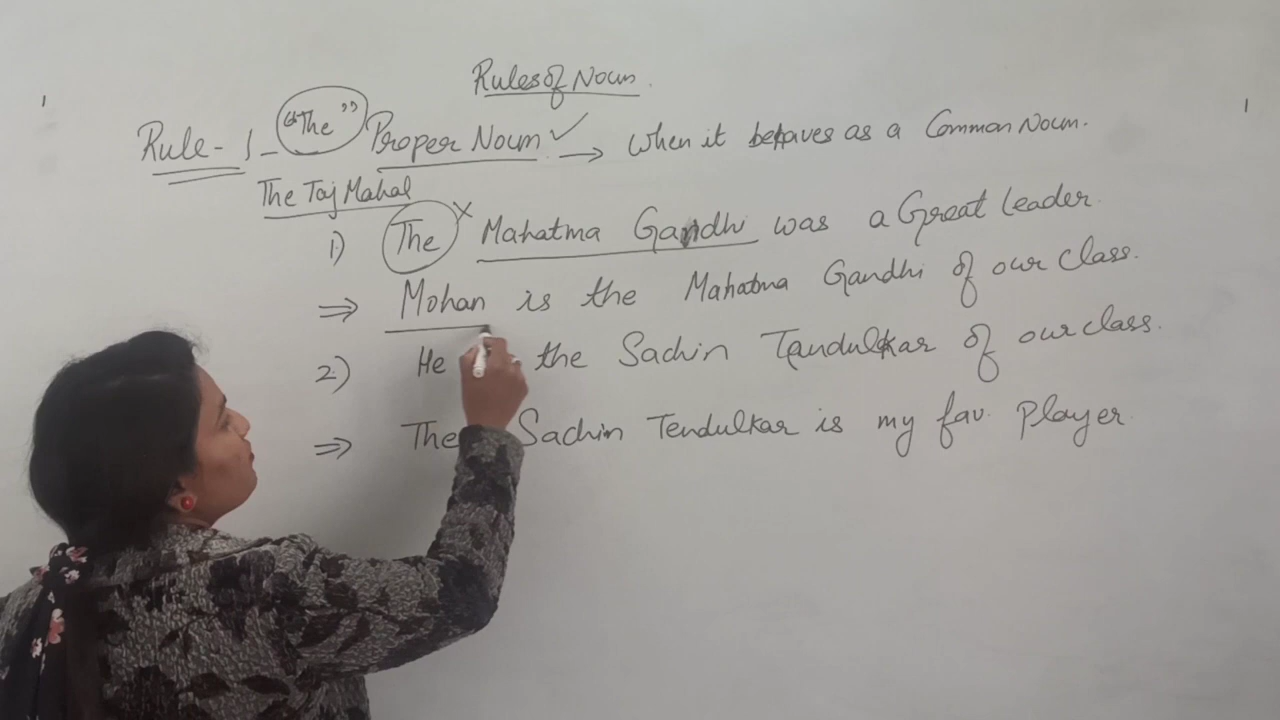 Rules of Noun.
Rule-1- "The" Proper Noun ✓ → When it behaves as a Common Noun.
The Taj Mahal
1) The × Mahatma Gandhi was a Great leader.
⇒ Mohan is the Mahatma Gandhi of our class.
2) He the Sachin Tandulkar of our class.
⇒ The Sachin Tendulkar is my fav. Player.